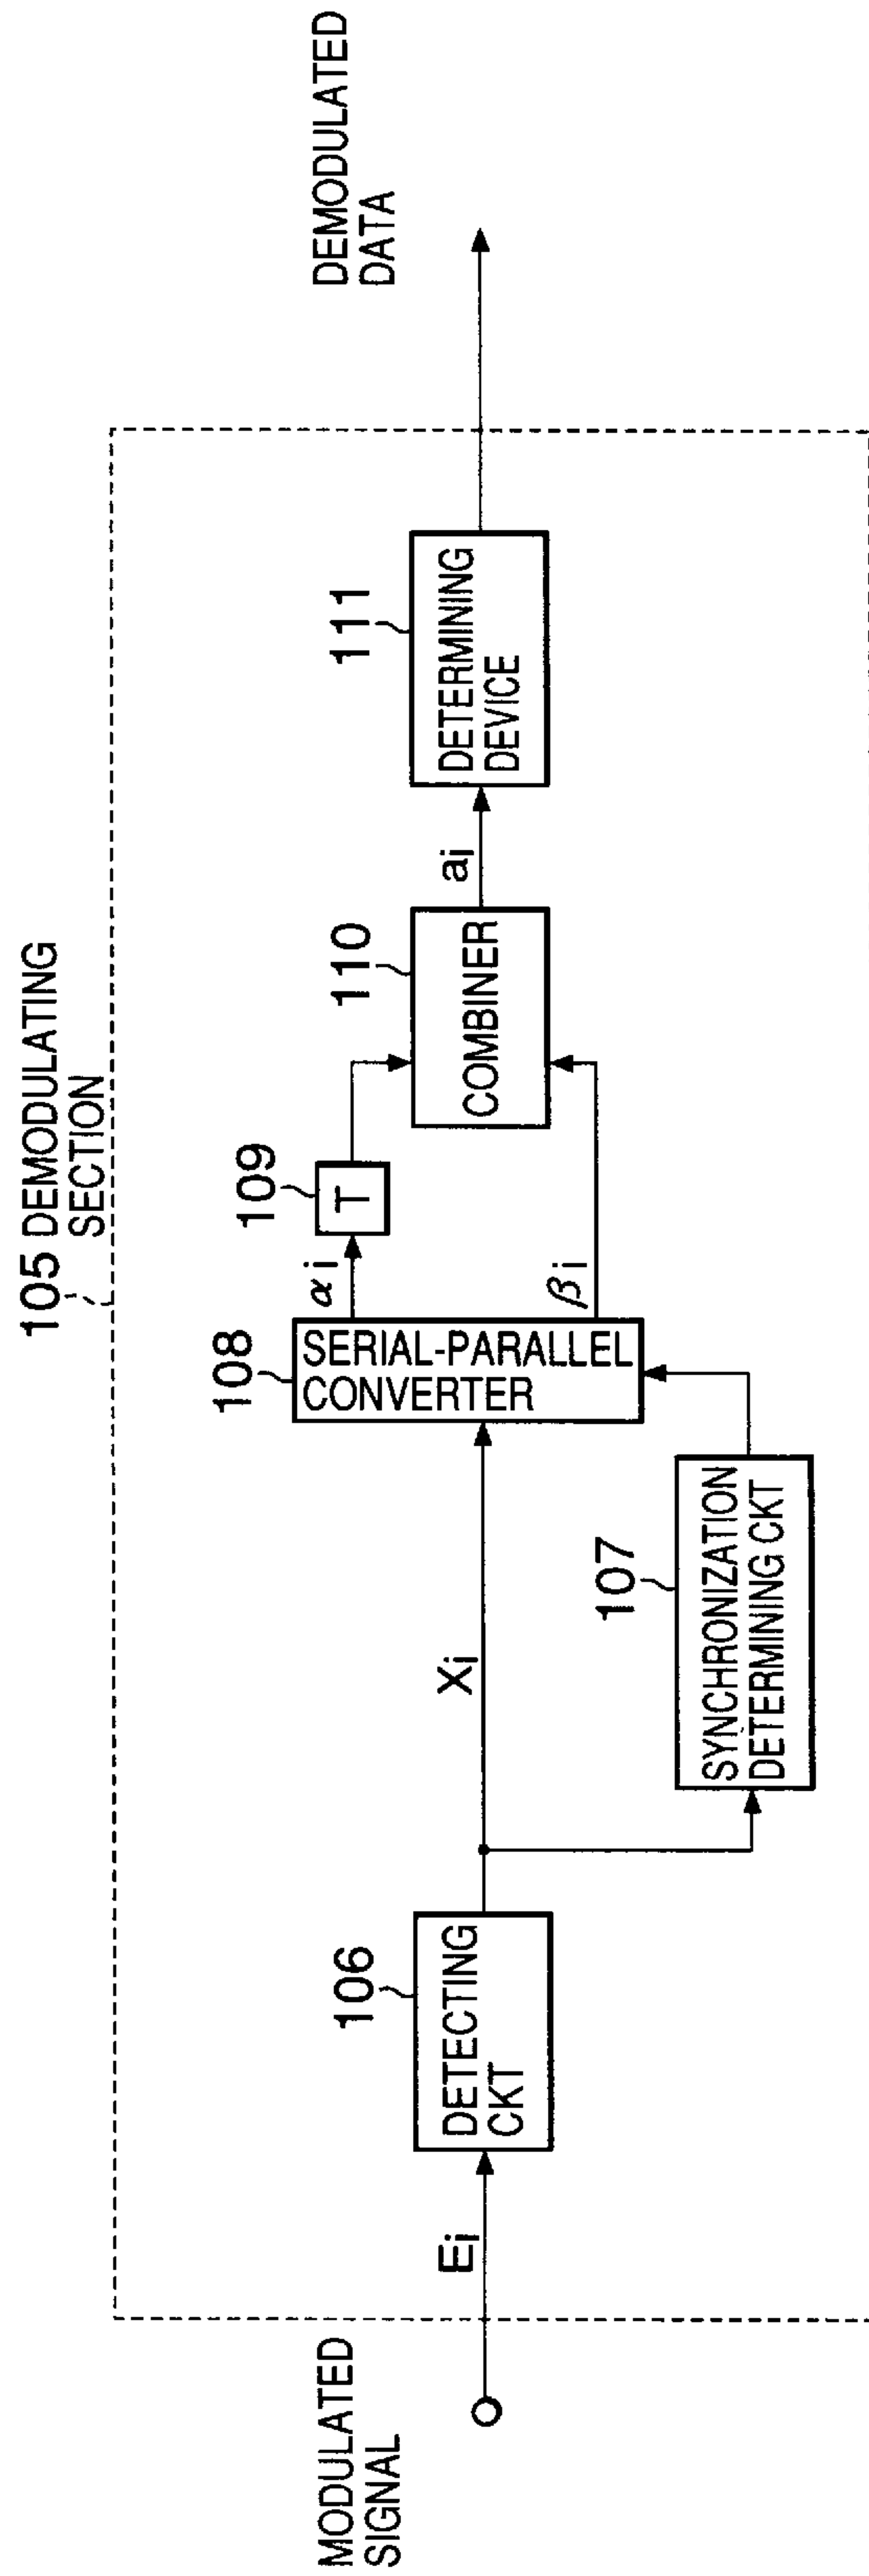 105 DEMODULATING
SECTION
MODULATED
SIGNAL
Ei
106
DETECTING
CKT
Xi
107
SYNCHRONIZATION
DETERMINING CKT
108
SERIAL-PARALLEL
CONVERTER
αi
βi
109
T
110
COMBINER
ai
111
DETERMINING
DEVICE
DEMODULATED
DATA